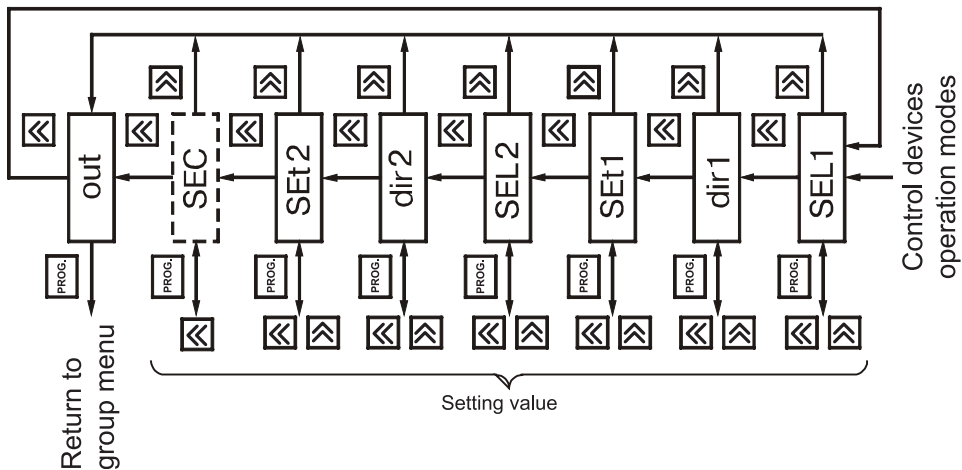 Control devices
operation modes
SEL1
PROG.
dir1
PROG.
SEt1
PROG.
SEL2
PROG.
dir2
PROG.
SEt2
PROG.
SEC
PROG.
out
PROG.
Return to
group menu
Setting value